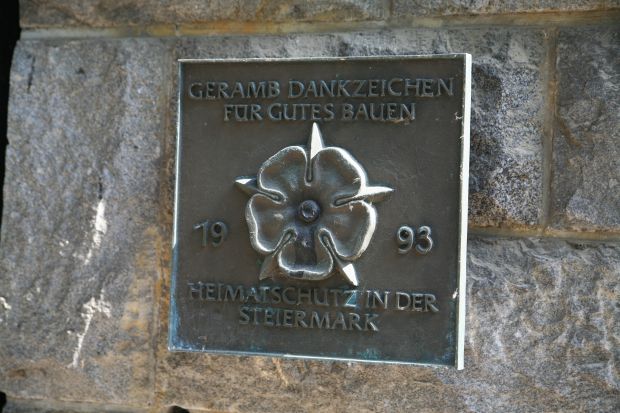 GERAMB DANKZEICHEN
FÜR GUTES BAUEN
19 93
HEIMATSCHUTZ IN DER
STEIERMARK